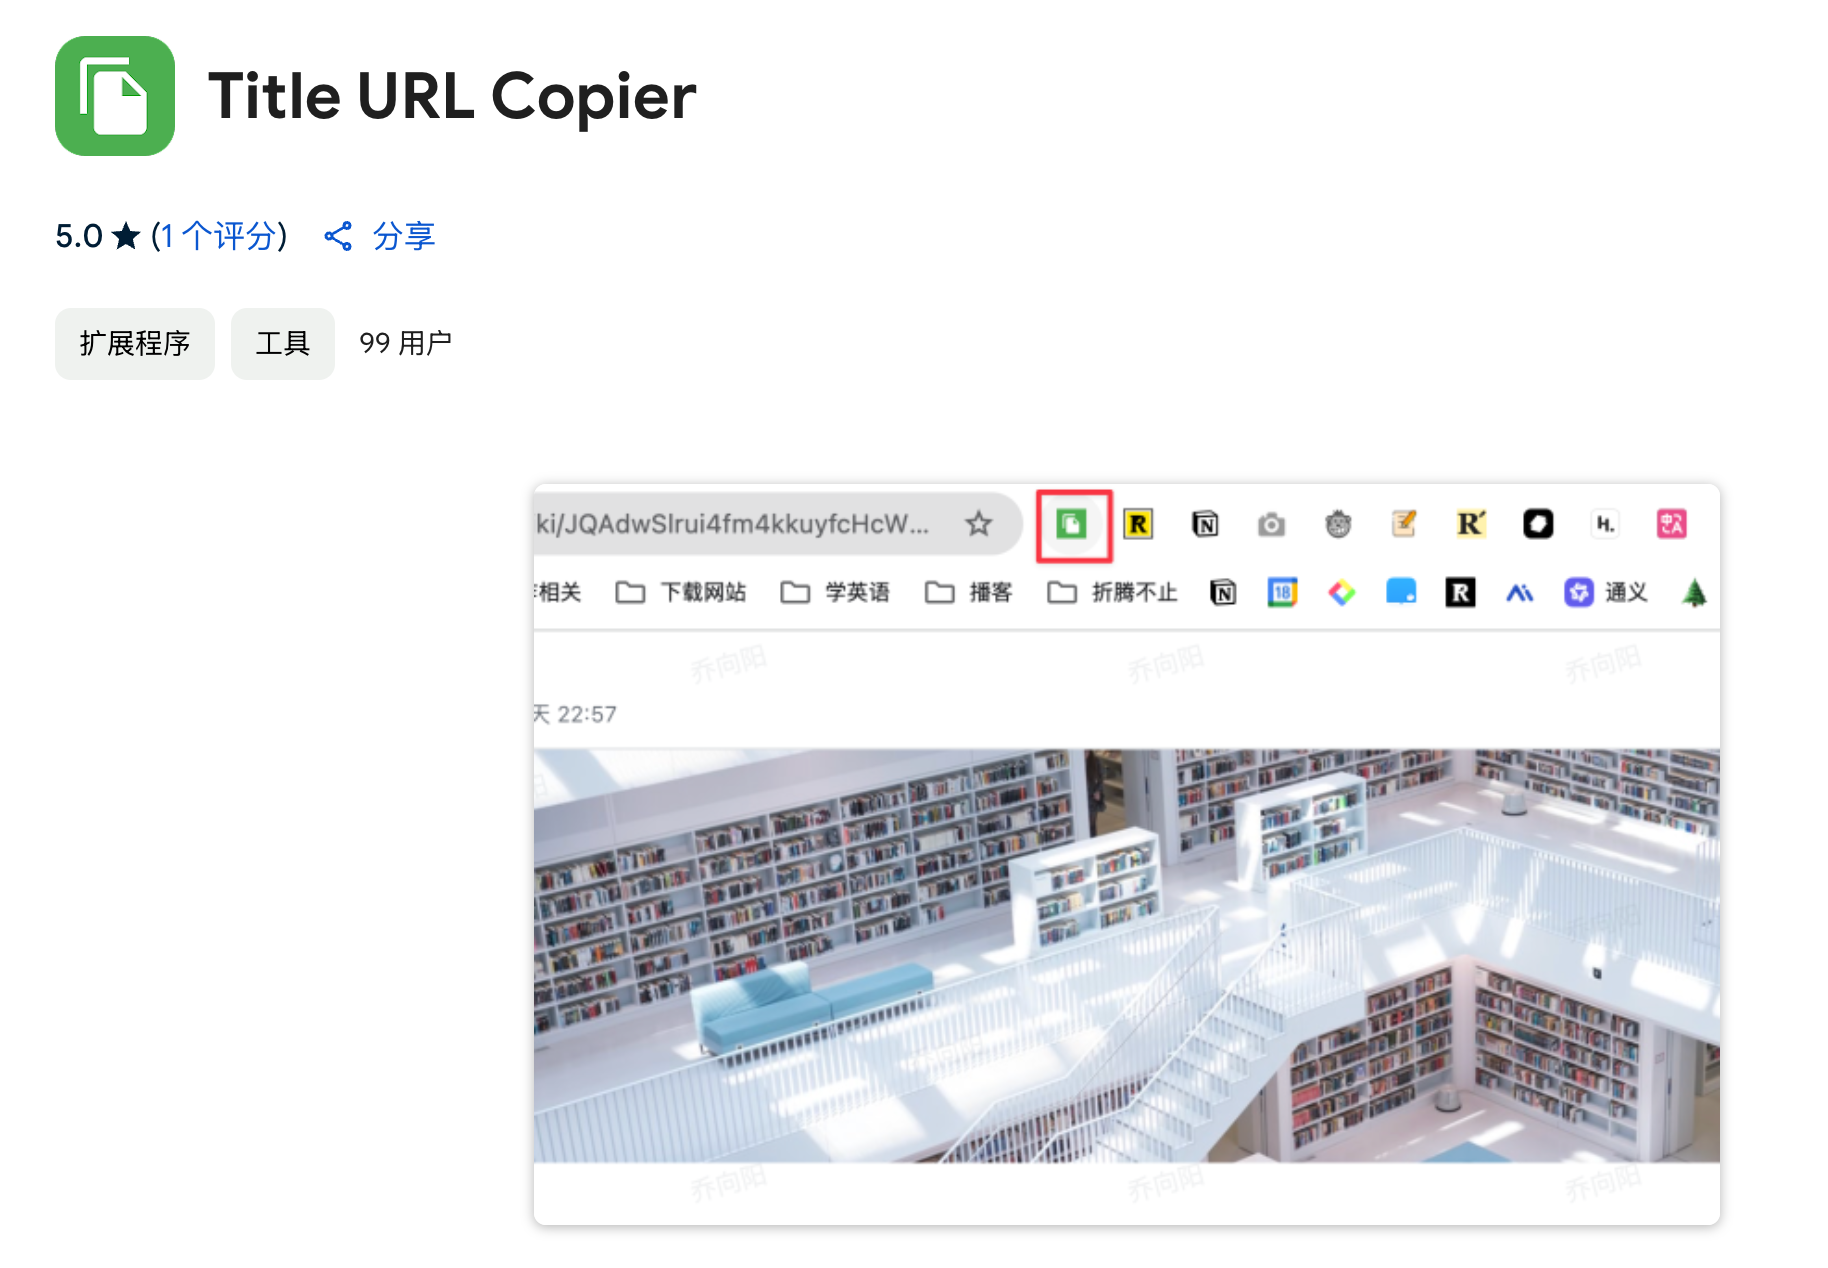 Title URL Copier
5.0 ★ (1 个评分) 分享
扩展程序 工具 99 用户
ki/JQAdwSlrui4fm4kkuyfcHcW... R N R H. 中A
相关 下载网站 学英语 播客 折腾不止 N 18 R 通义
乔向阳 乔向阳 乔向阳
天 22:57
乔向阳 乔向阳 乔向阳